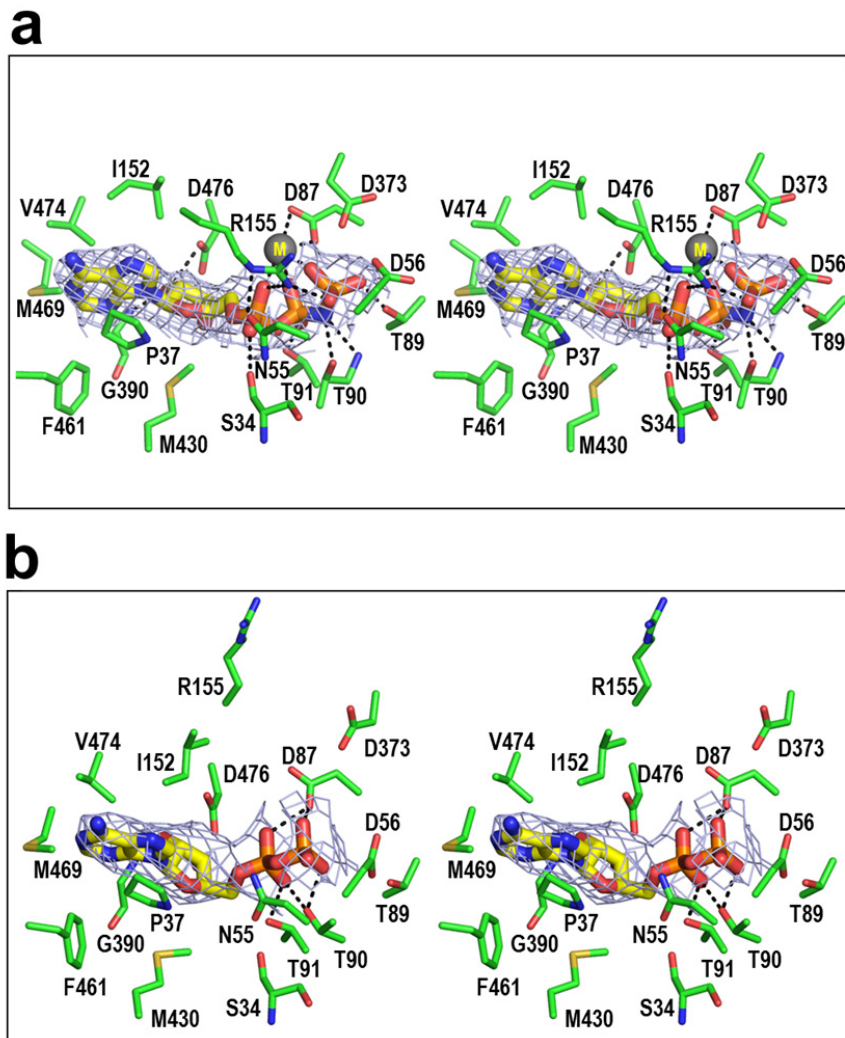 a
I152 D476 D87 D373 I152 D476 D87 D373
V474 R155 V474 R155
M
M
D56 D56
M469 M469
T89 T89
P37 N55 P37 N55
G390 T91 T90 G390 T91 T90
F461 S34 F461 S34
M430 M430
b
R155 R155
V474 I152 D87 D373 V474 I152 D87 D373
D476 D476
D56 D56
M469 M469
P37 T89 P37 T89
G390 N55 T90 G390 N55 T90
F461 T91 F461 T91
M430 S34 M430 S34